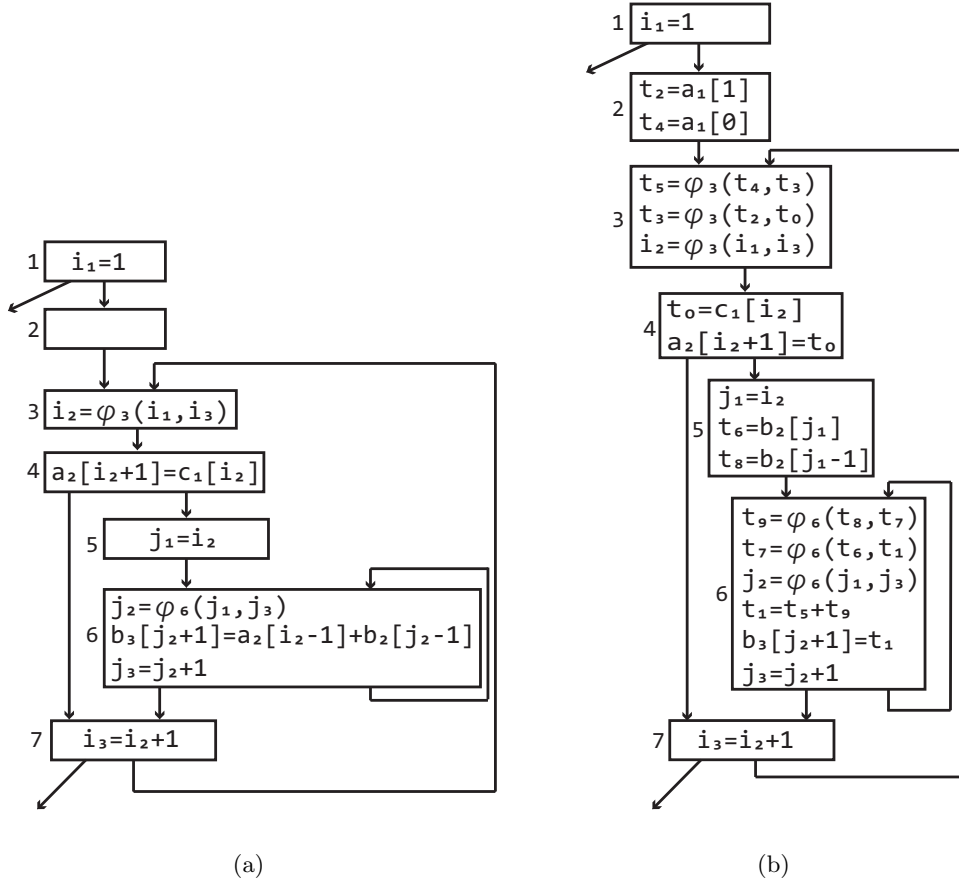 1 i₁=1
2
3 i₂=φ₃(i₁,i₃)
4 a₂[i₂+1]=c₁[i₂]
5 j₁=i₂
6 j₂=φ₆(j₁,j₃)
b₃[j₂+1]=a₂[i₂-1]+b₂[j₂-1]
j₃=j₂+1
7 i₃=i₂+1
(a)
1 i₁=1
2 t₂=a₁[1]
t₄=a₁[0]
3 t₅=φ₃(t₄,t₃)
t₃=φ₃(t₂,t₀)
i₂=φ₃(i₁,i₃)
4 t₀=c₁[i₂]
a₂[i₂+1]=t₀
5 j₁=i₂
t₆=b₂[j₁]
t₈=b₂[j₁-1]
6 t₉=φ₆(t₈,t₇)
t₇=φ₆(t₆,t₁)
j₂=φ₆(j₁,j₃)
t₁=t₅+t₉
b₃[j₂+1]=t₁
j₃=j₂+1
7 i₃=i₂+1
(b)